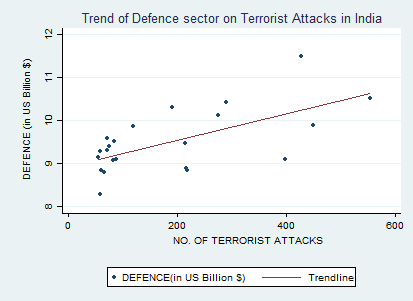 Trend of Defence sector on Terrorist Attacks in India
DEFENCE (in US Billion $)
12
11
10
9
8
0 200 400 600
NO. OF TERRORIST ATTACKS
DEFENCE(in US Billion $) Trendline